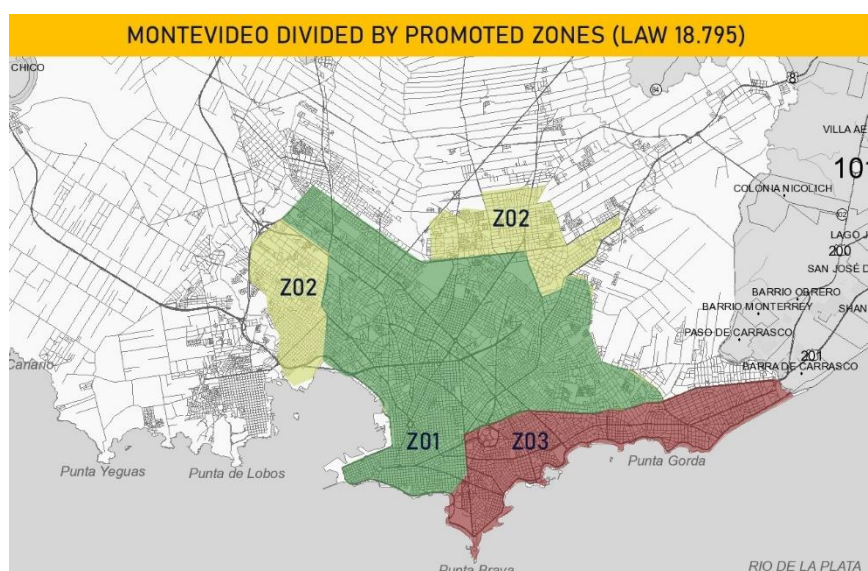 MONTEVIDEO DIVIDED BY PROMOTED ZONES (LAW 18.795)
CHICO
8
84
VILLA AE
101
COLONIA NICOLICH
102
Z02
LAGO J
200
SAN JOSÉ D
Z02
BARRIO OBRERO
BARRIO MONTERREY
SHAN
PASO DE CARRASCO
201
Canario
BARRA DE CARRASCO
Z01
Z03
Punta Yeguas
Punta de Lobos
Punta Gorda
Punta Brava
RIO DE LA PLATA